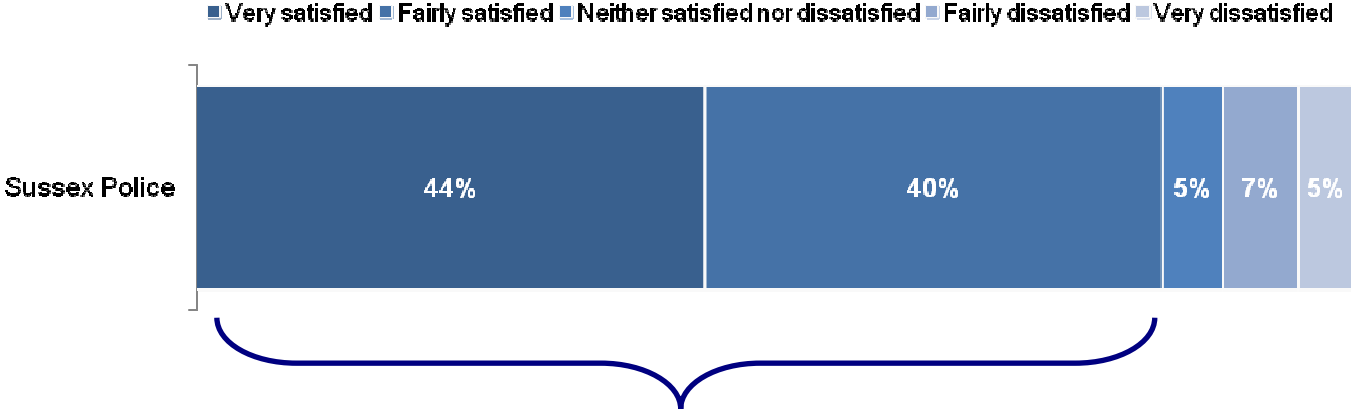 Very satisfied Fairly satisfied Neither satisfied nor dissatisfied Fairly dissatisfied Very dissatisfied
Sussex Police 44% 40% 5% 7% 5%